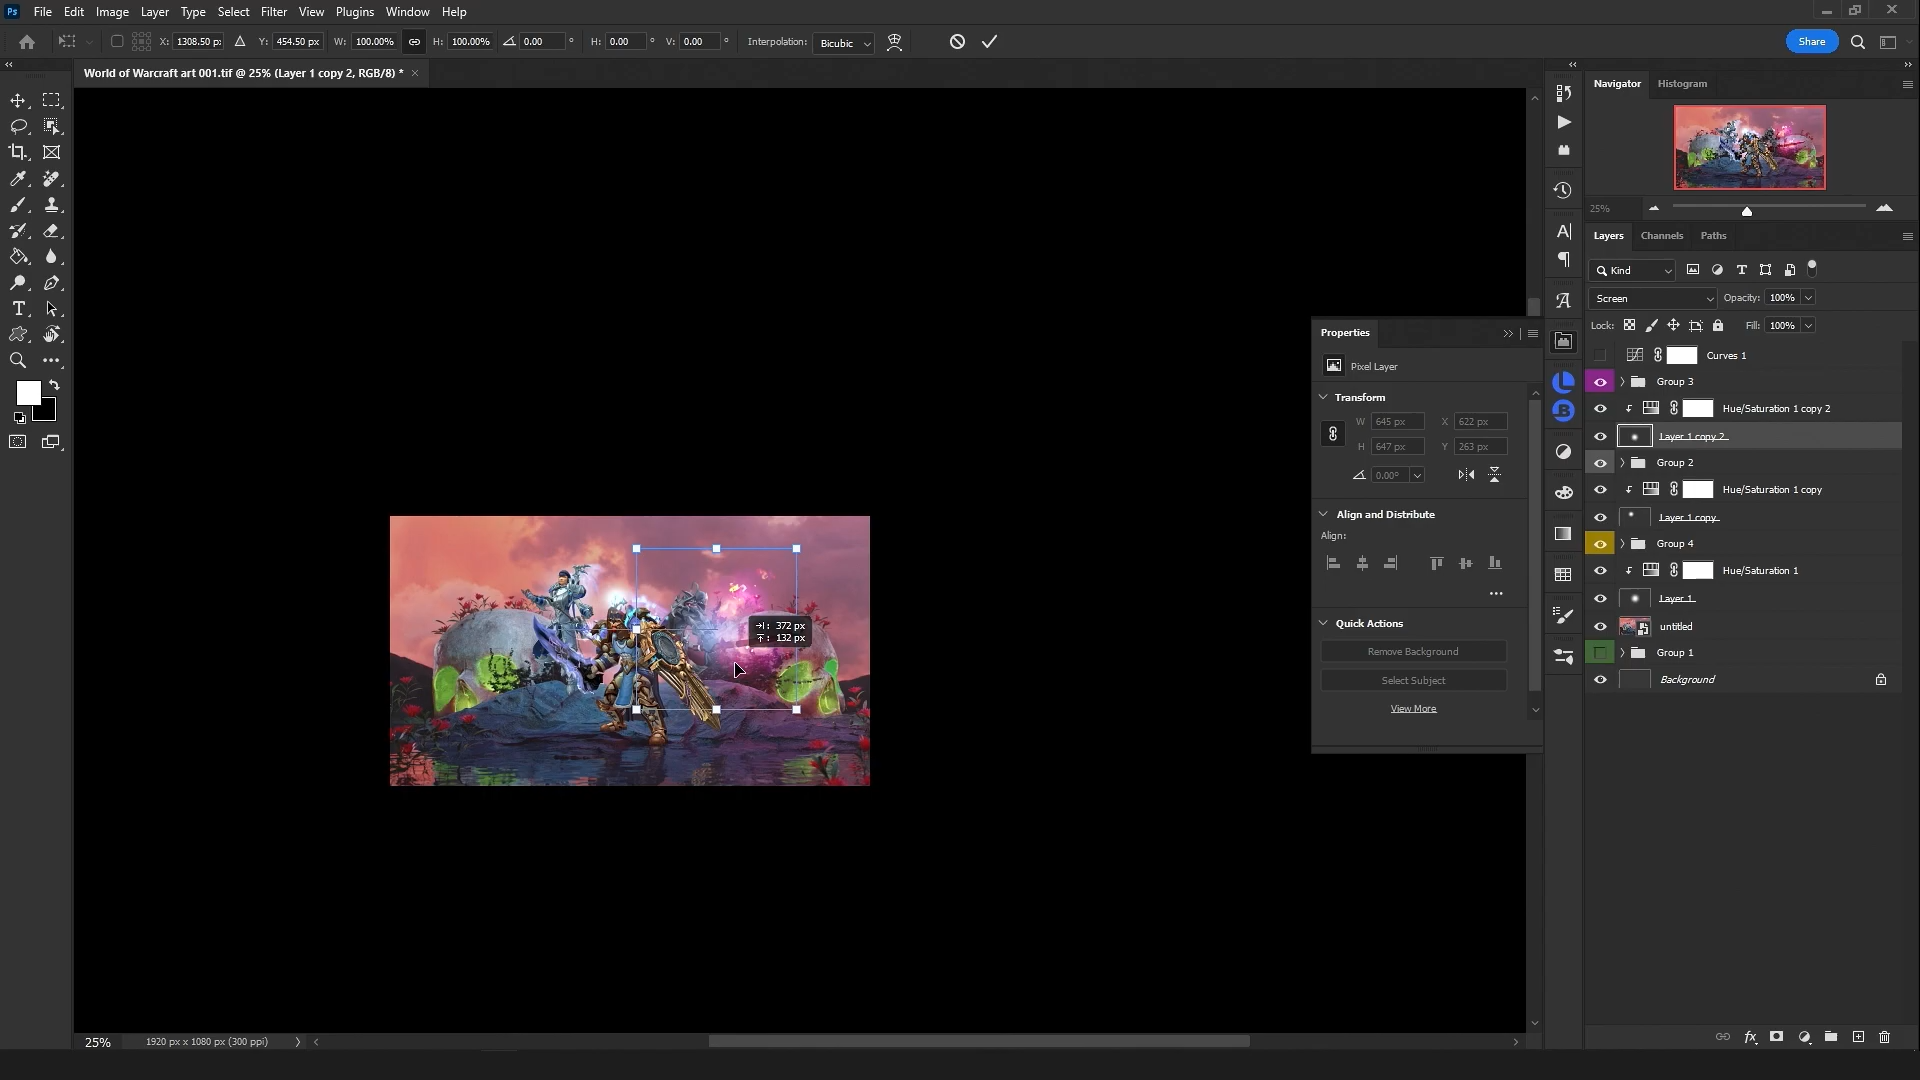 Ps File Edit Image Layer Type Select Filter View Plugins Window Help
X: 1308.50 px Y: 454.50 px W: 100.00% H: 100.00% 0.00 ° H: 0.00 ° V: 0.00 ° Interpolation: Bicubic Share
World of Warcraft art 001.tif @ 25% (Layer 1 copy 2, RGB/8) * ×
Navigator Histogram
25%
Layers Channels Paths
Kind
Screen Opacity: 100%
Lock: Fill: 100%
Curves 1
Group 3
Hue/Saturation 1 copy 2
Layer 1 copy 2
Group 2
Hue/Saturation 1 copy
Layer 1 copy
Group 4
Hue/Saturation 1
Layer 1
untitled
Group 1
Background
Properties
Pixel Layer
Transform
W 645 px X 622 px
H 647 px Y 263 px
0.00°
Align and Distribute
Align:
Quick Actions
Remove Background
Select Subject
View More
372 px
132 px
25% 1920 px x 1080 px (300 ppi)